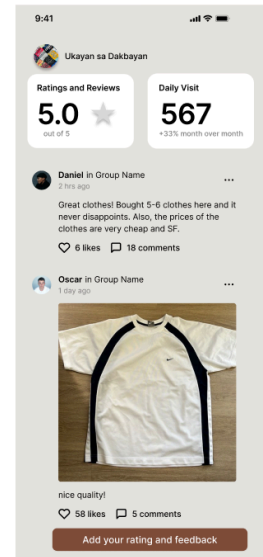 9:41
Ukayan sa Dakbayan
Ratings and Reviews
5.0
out of 5
Daily Visit
567
+33% month over month
Daniel in Group Name
2 hrs ago
Great clothes! Bought 5-6 clothes here and it
never disappoints. Also, the prices of the
clothes are very cheap and SF.
6 likes
18 comments
Oscar in Group Name
1 day ago
nice quality!
58 likes
5 comments
Add your rating and feedback